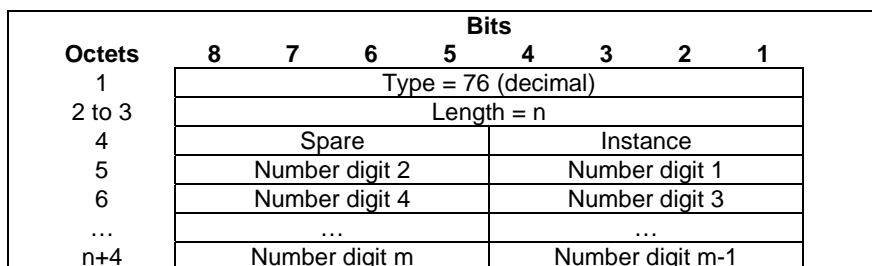 Bits
Octets 8 7 6 5 4 3 2 1
1 Type = 76 (decimal)
2 to 3 Length = n
4 Spare Instance
5 Number digit 2 Number digit 1
6 Number digit 4 Number digit 3
… … …
n+4 Number digit m Number digit m-1